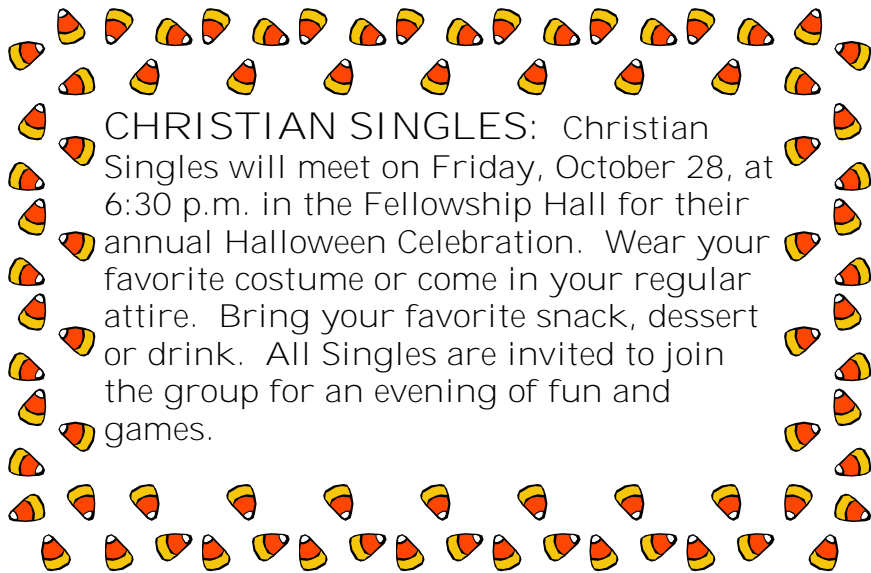 CHRISTIAN SINGLES: Christian
Singles will meet on Friday, October 28, at
6:30 p.m. in the Fellowship Hall for their
annual Halloween Celebration. Wear your
favorite costume or come in your regular
attire. Bring your favorite snack, dessert
or drink. All Singles are invited to join
the group for an evening of fun and
games.